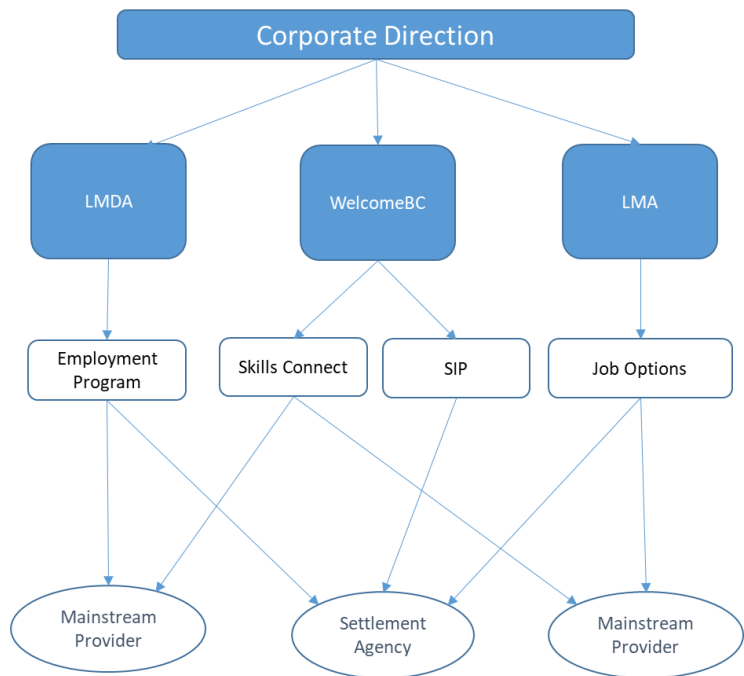 Corporate Direction
LMDA
WelcomeBC
LMA
Employment
Program
Skills Connect
SIP
Job Options
Mainstream
Provider
Settlement
Agency
Mainstream
Provider